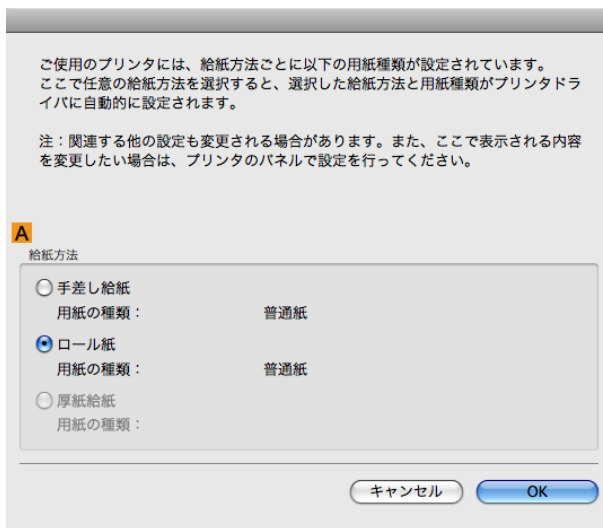 ご使用のプリンタには、給紙方法ごとに以下の用紙種類が設定されています。
ここで任意の給紙方法を選択すると、選択した給紙方法と用紙種類がプリンタドラ
イバに自動的に設定されます。
注：関連する他の設定も変更される場合があります。また、ここで表示される内容
を変更したい場合は、プリンタのパネルで設定を行ってください。
A
給紙方法
手差し給紙
用紙の種類： 普通紙
ロール紙
用紙の種類： 普通紙
厚紙給紙
用紙の種類：
キャンセル OK